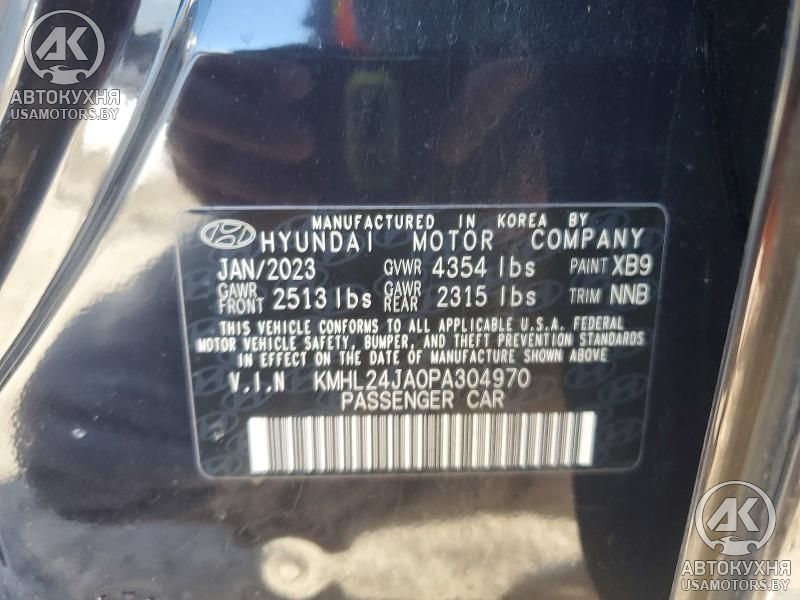 AK
АВТОКУХНЯ
USAMOTORS.BY
MANUFACTURED IN KOREA BY
HYUNDAI MOTOR COMPANY
JAN/2023 GVWR 4354 lbs PAINT XB9
GAWR FRONT 2513 lbs GAWR REAR 2315 lbs TRIM NNB
THIS VEHICLE CONFORMS TO ALL APPLICABLE U.S.A. FEDERAL
MOTOR VEHICLE SAFETY, BUMPER, AND THEFT PREVENTION STANDARDS
IN EFFECT ON THE DATE OF MANUFACTURE SHOWN ABOVE.
V.I.N KMHL24JA0PA304970
PASSENGER CAR
AK
АВТОКУХНЯ
USAMOTORS.BY